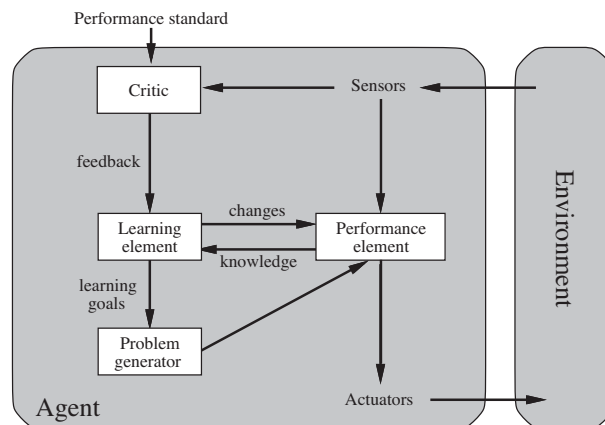 Performance standard
Critic
Sensors
feedback
changes
Learning
element
Performance
element
knowledge
learning
goals
Problem
generator
Agent
Actuators
Environment